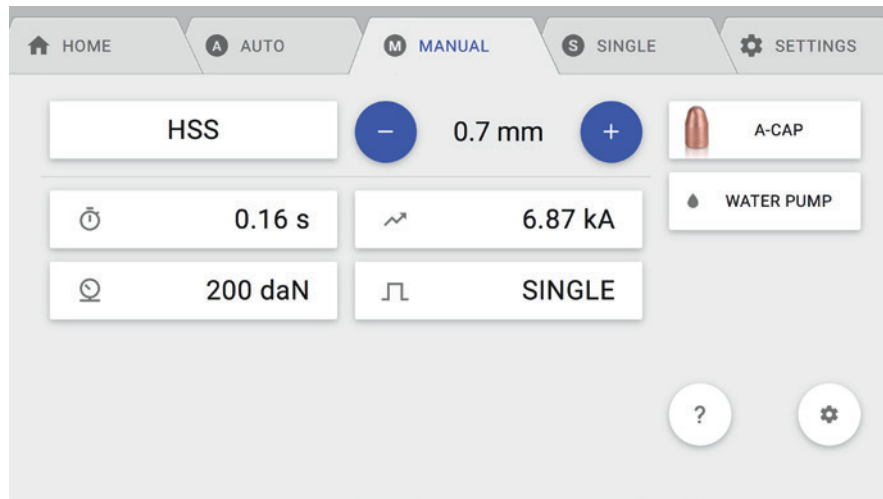 HOME A AUTO M MANUAL S SINGLE SETTINGS
HSS - 0.7 mm + A-CAP
WATER PUMP
0.16 s 6.87 kA
200 daN SINGLE
?